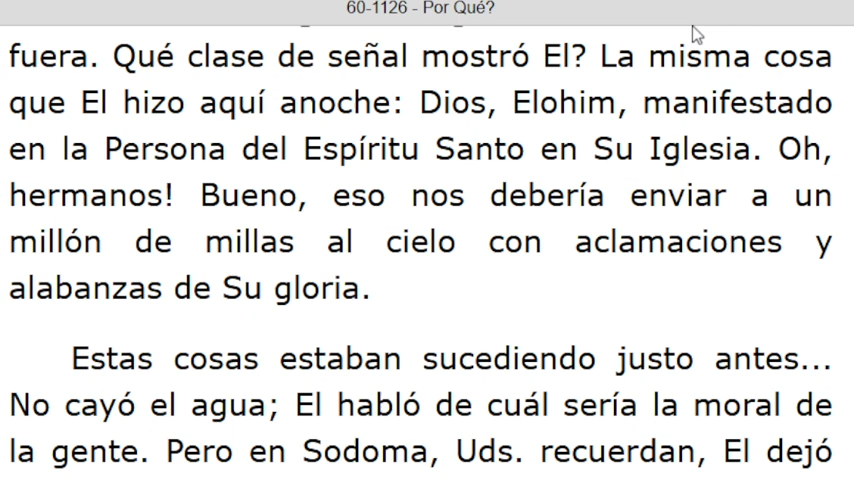 60-1126 - Por Qué?
fuera. Qué clase de señal mostró El? La misma cosa
que El hizo aquí anoche: Dios, Elohim, manifestado
en la Persona del Espíritu Santo en Su Iglesia. Oh,
hermanos! Bueno, eso nos debería enviar a un
millón de millas al cielo con aclamaciones y
alabanzas de Su gloria.
Estas cosas estaban sucediendo justo antes...
No cayó el agua; El habló de cuál sería la moral de
la gente. Pero en Sodoma, Uds. recuerdan, El dejó